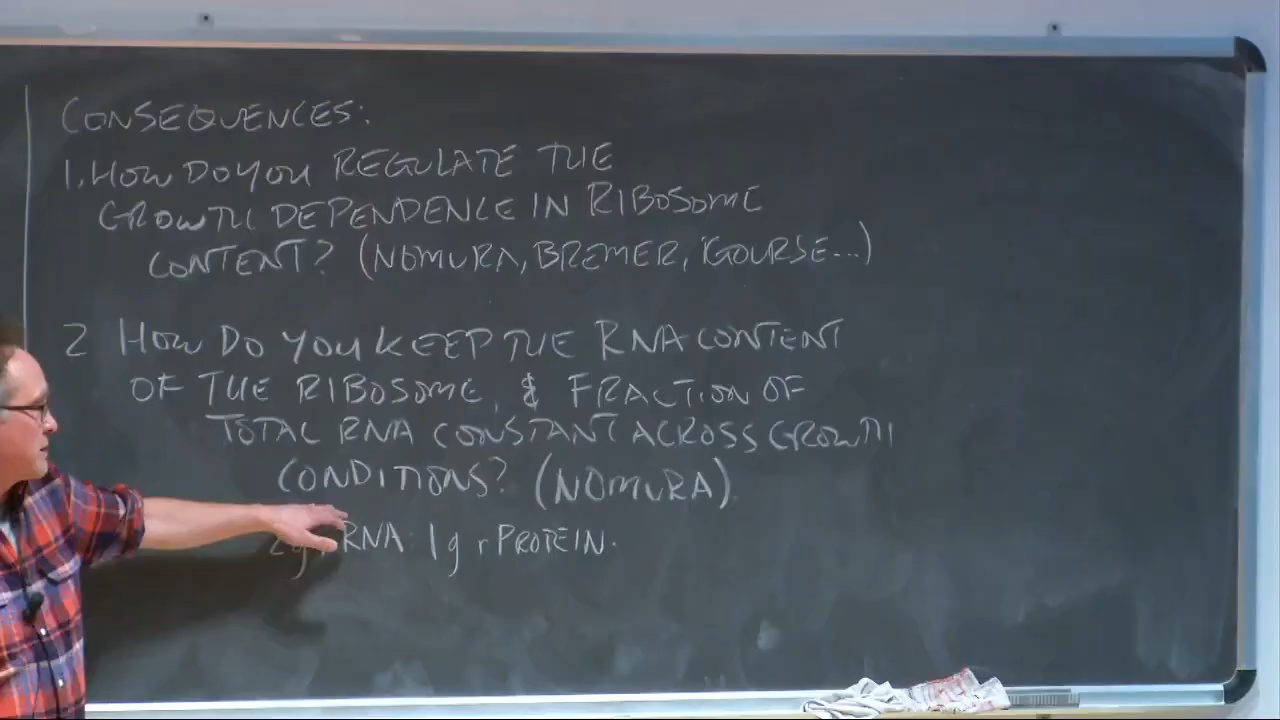 CONSEQUENCES:
1. HOW DO YOU REGULATE THE
GROWTH DEPENDENCE IN RIBOSOME
CONTENT? (NOMURA, BREMER, GOURSE...)
2 HOW DO YOU KEEP THE RNA CONTENT
OF THE RIBOSOME, & FRACTION OF
TOTAL RNA CONSTANT ACROSS GROWTH
CONDITIONS? (NOMURA)
RNA: 1g rPROTEIN.